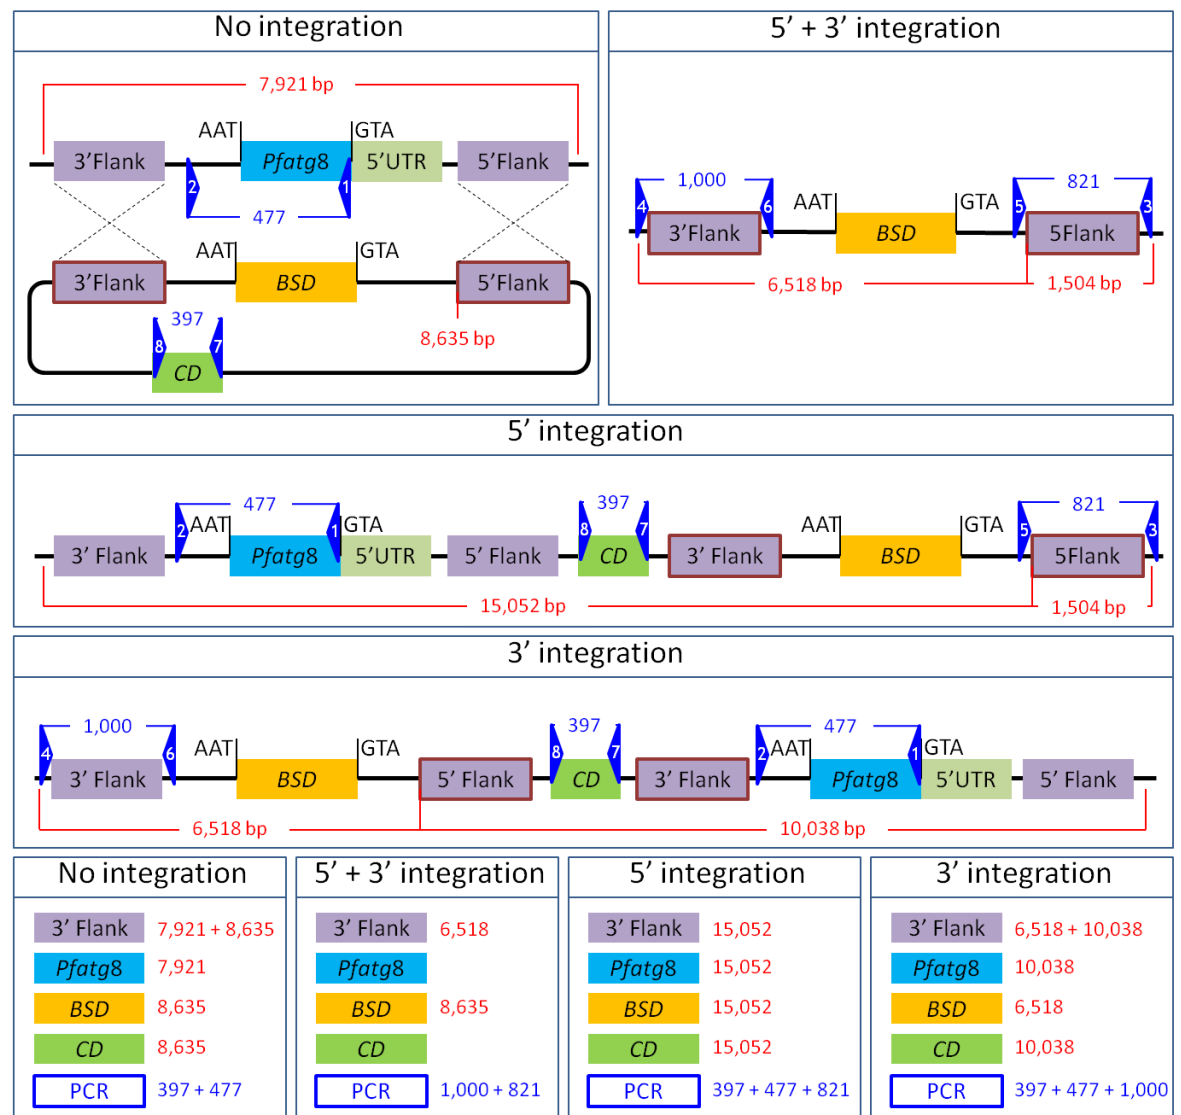 No integration
7,921 bp
AAT
GTA
3’Flank
Pfatg8
5’UTR
5’Flank
2
1
477
AAT
GTA
3’Flank
BSD
5’Flank
397
8,635 bp
8
7
CD
5’ + 3’ integration
1,000
821
4
6
AAT
GTA
5
3
3’Flank
BSD
5Flank
6,518 bp
1,504 bp
5’ integration
477
397
821
2
AAT
1
GTA
8
7
AAT
GTA
5
3
3’ Flank
Pfatg8
5’UTR
5’ Flank
CD
3’ Flank
BSD
5Flank
15,052 bp
1,504 bp
3’ integration
1,000
397
477
4
6
AAT
GTA
8
7
2
AAT
1
GTA
3’ Flank
BSD
5’ Flank
CD
3’ Flank
Pfatg8
5’UTR
5’ Flank
6,518 bp
10,038 bp
No integration
3’ Flank 7,921 + 8,635
Pfatg8 7,921
BSD 8,635
CD 8,635
PCR 397 + 477
5’ + 3’ integration
3’ Flank 6,518
Pfatg8
BSD 8,635
CD
PCR 1,000 + 821
5’ integration
3’ Flank 15,052
Pfatg8 15,052
BSD 15,052
CD 15,052
PCR 397 + 477 + 821
3’ integration
3’ Flank 6,518 + 10,038
Pfatg8 10,038
BSD 6,518
CD 10,038
PCR 397 + 477 + 1,000